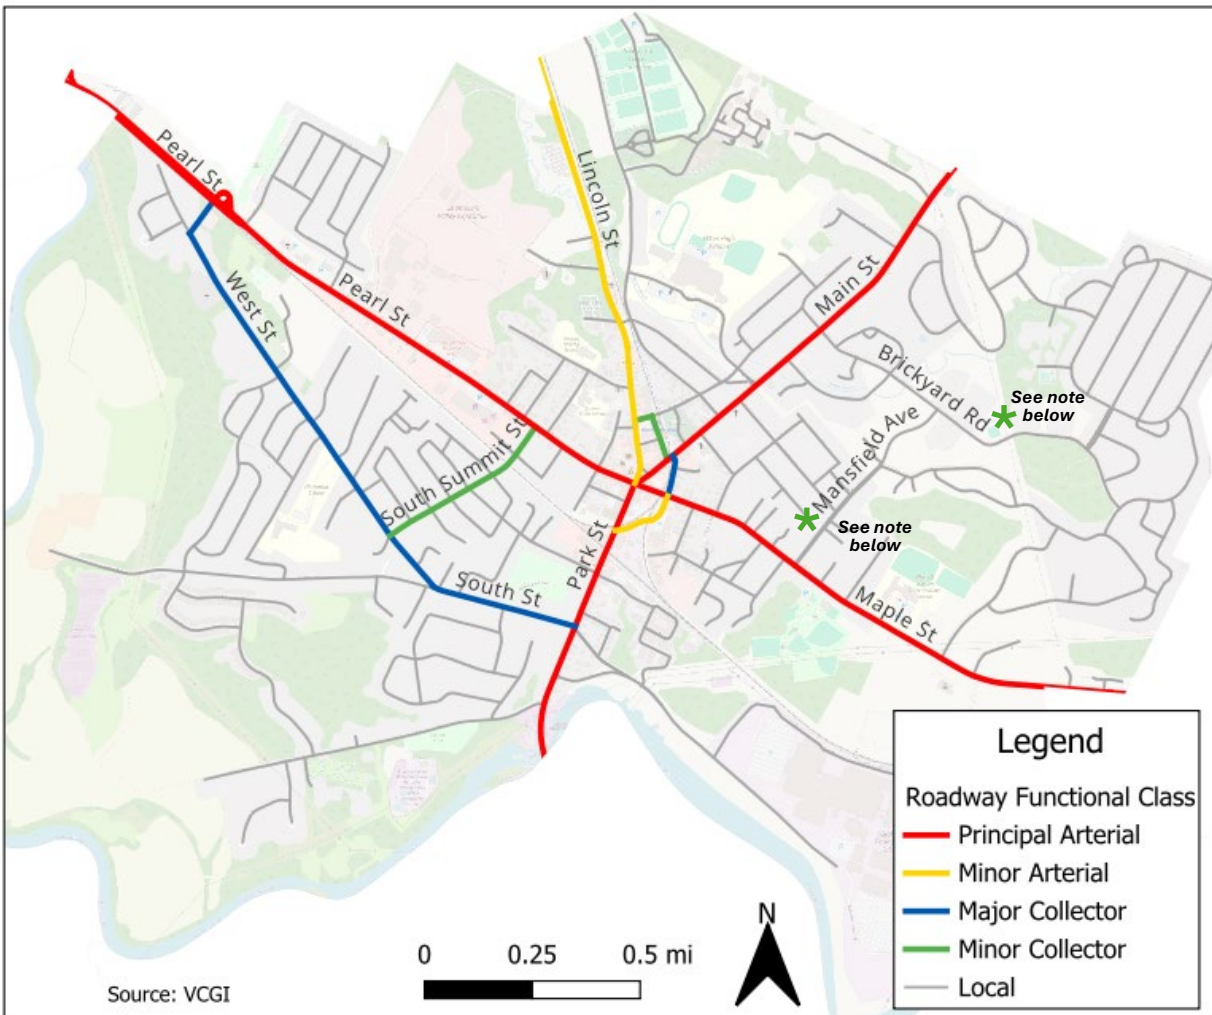 Pearl St
Lincoln St
Main St
Pearl St
West St
Brickyard Rd
See note
below
Mansfield Ave
South Summit St
See note
below
Park St
South St
Maple St
Legend
Roadway Functional Class
Principal Arterial
Minor Arterial
Major Collector
Minor Collector
Local
N
0 0.25 0.5 mi
Source: VCGI